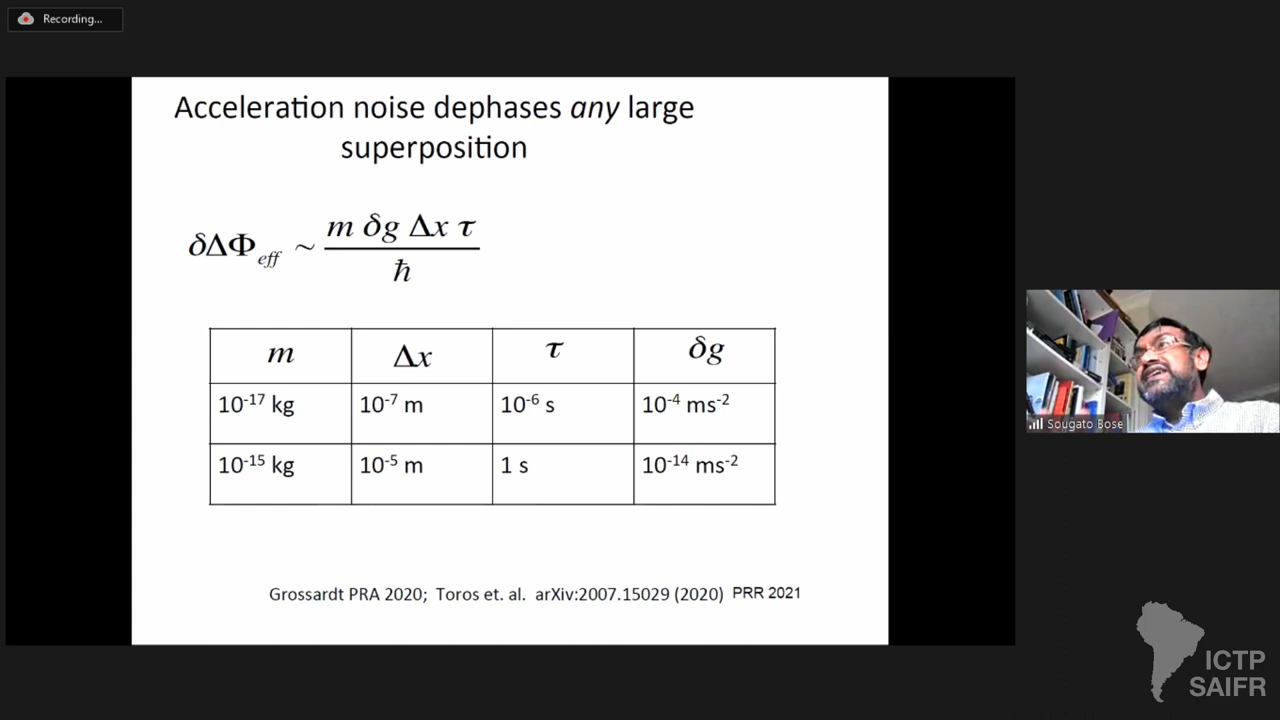 Recording...
Acceleration noise dephases any large
superposition
δΔΦeff ~ m δg Δx τ / ħ
m Δx τ δg
10-17 kg 10-7 m 10-6 s 10-4 ms-2
10-15 kg 10-5 m 1 s 10-14 ms-2
Grossardt PRA 2020; Toros et. al. arXiv:2007.15029 (2020) PRR 2021
Sougato Bose
ICTP
SAIFR